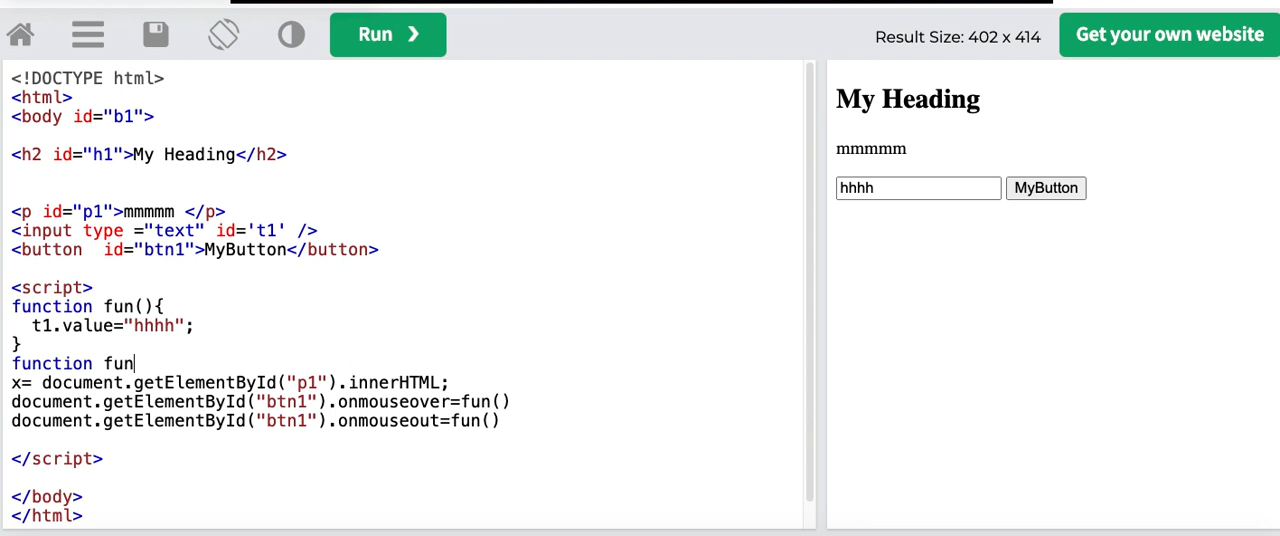 Run ❯
Result Size: 402 x 414
Get your own website
<!DOCTYPE html>
<html>
<body id="b1">
<h2 id="h1">My Heading</h2>
<p id="p1">mmmmm </p>
<input type ="text" id='t1' />
<button  id="btn1">MyButton</button>
<script>
function fun(){
  t1.value="hhhh";
}
function fun
x= document.getElementById("p1").innerHTML;
document.getElementById("btn1").onmouseover=fun()
document.getElementById("btn1").onmouseout=fun()
</script>
</body>
</html>
My Heading
mmmmm
hhhh MyButton